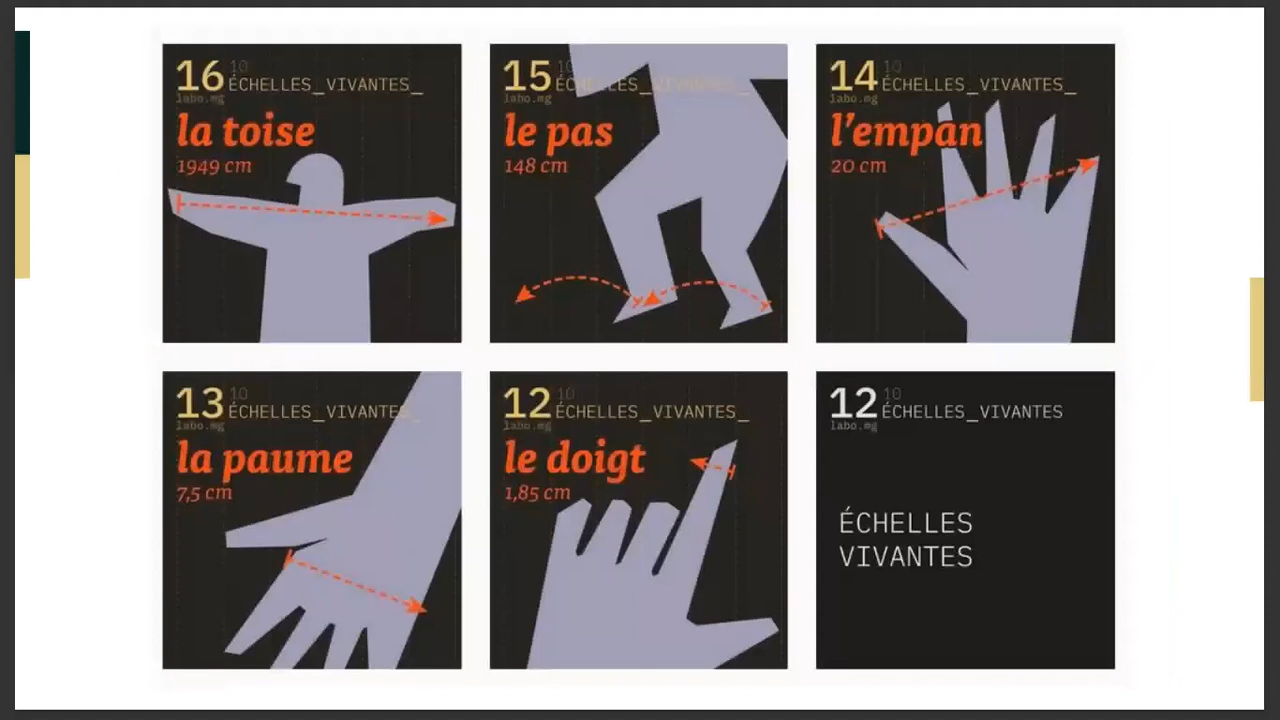 16 10
ÉCHELLES_VIVANTES_
labo.mg
la toise
1949 cm
15 10
ÉCHELLES_VIVANTES_
labo.mg
le pas
148 cm
14 10
ÉCHELLES_VIVANTES_
labo.mg
l'empan
20 cm
13 10
ÉCHELLES_VIVANTES_
labo.mg
la paume
7,5 cm
12 10
ÉCHELLES_VIVANTES_
labo.mg
le doigt
1,85 cm
12 10
ÉCHELLES_VIVANTES
labo.mg
ÉCHELLES
VIVANTES